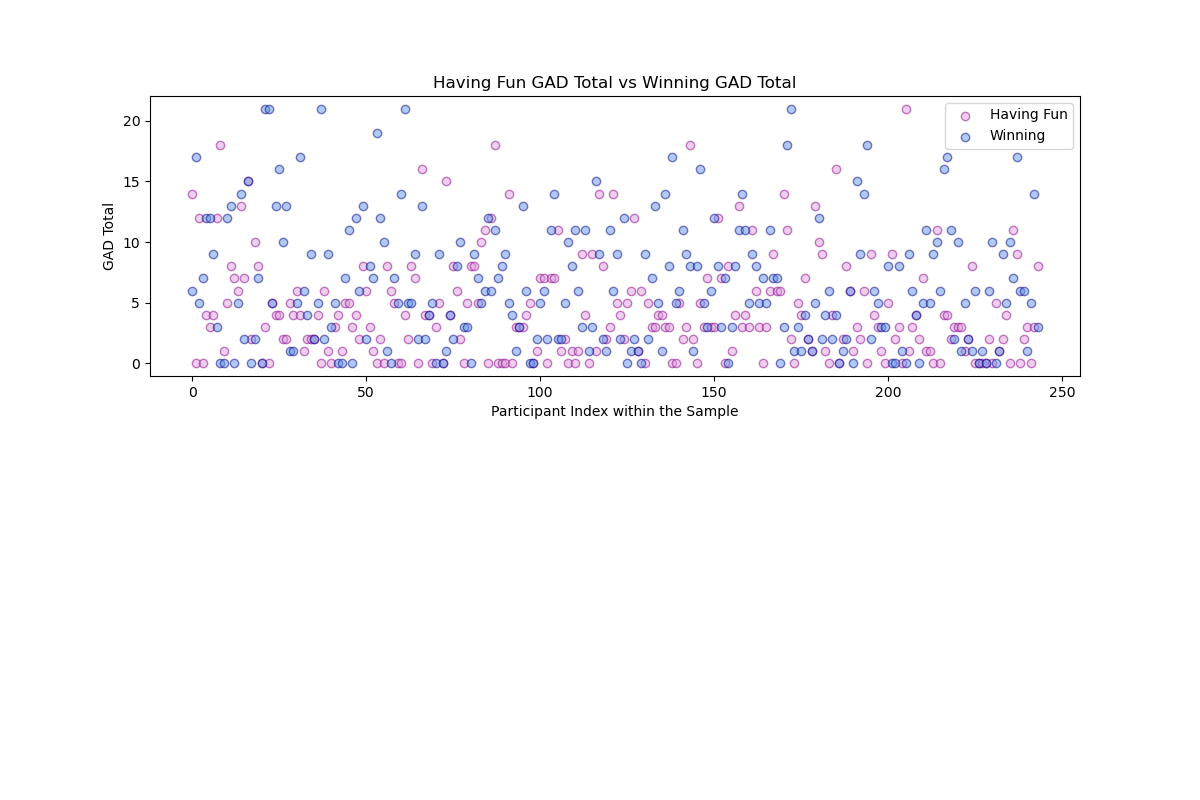 Having Fun GAD Total vs Winning GAD Total
Having Fun
Winning
GAD Total
20
15
10
5
0
0 50 100 150 200 250
Participant Index within the Sample